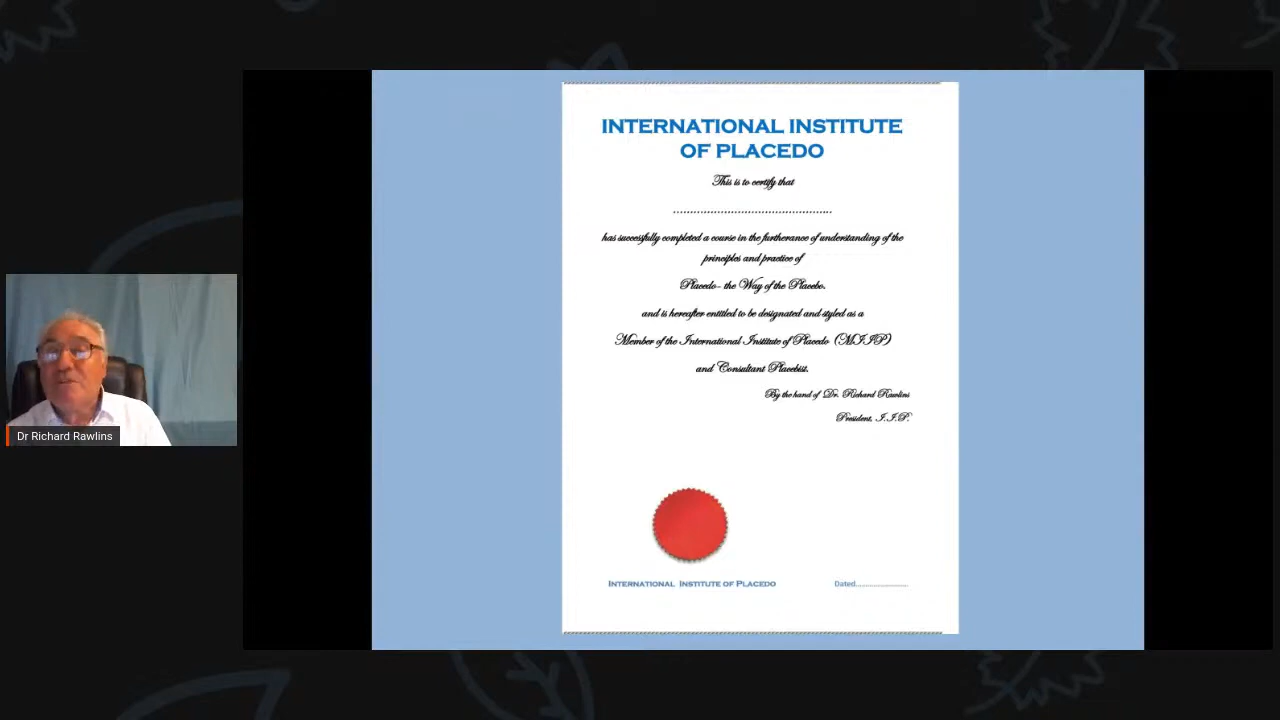 INTERNATIONAL INSTITUTE
OF PLACEDO
This is to certify that
................................................
has successfully completed a course in the furtherance of understanding of the
principles and practice of
Placedo- the Way of the Placebo.
and is hereafter entitled to be designated and styled as a
Member of the International Institute of Placedo (MIIP)
and Consultant Placebist.
By the hand of Dr. Richard Rawlins
President, I.I.P.
INTERNATIONAL INSTITUTE OF PLACEDO
Dated..........................
Dr Richard Rawlins